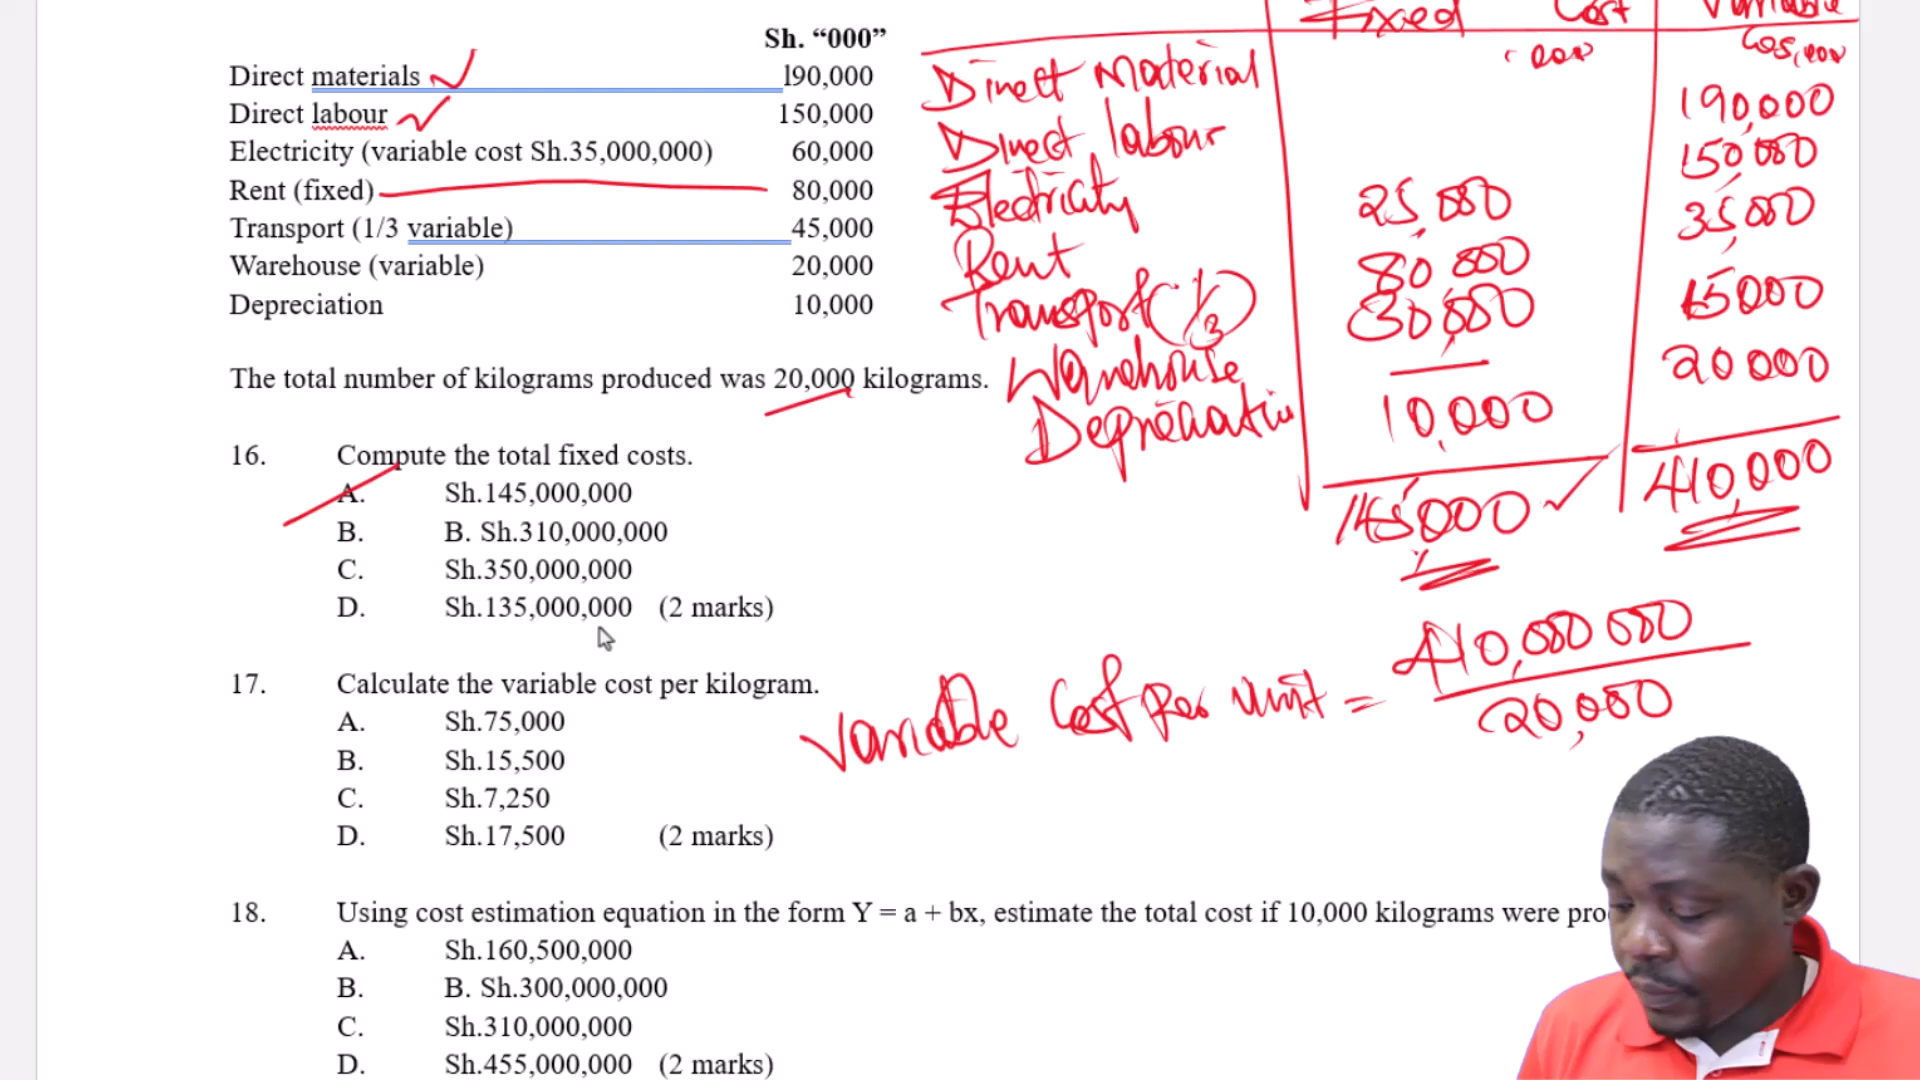 Sh. “000”
Direct materials 190,000
Direct labour 150,000
Electricity (variable cost Sh.35,000,000) 60,000
Rent (fixed) 80,000
Transport (1/3 variable) 45,000
Warehouse (variable) 20,000
Depreciation 10,000
The total number of kilograms produced was 20,000 kilograms.
16. Compute the total fixed costs.
A. Sh.145,000,000
B. B. Sh.310,000,000
C. Sh.350,000,000
D. Sh.135,000,000 (2 marks)
17. Calculate the variable cost per kilogram.
A. Sh.75,000
B. Sh.15,500
C. Sh.7,250
D. Sh.17,500 (2 marks)
18. Using cost estimation equation in the form Y = a + bx, estimate the total cost if 10,000 kilograms were pro
A. Sh.160,500,000
B. B. Sh.300,000,000
C. Sh.310,000,000
D. Sh.455,000,000 (2 marks)
Fixed Cost Variable
Direct Material 190,000
Direct labour 150,000
Electricity 25,000 35,000
Rent 80 000
Transport (1/3) 30,000 15000
Warehouse — 20 000
Depreciation 10,000
145000 410,000
Variable Cost per unit = 410,000 000
20,000